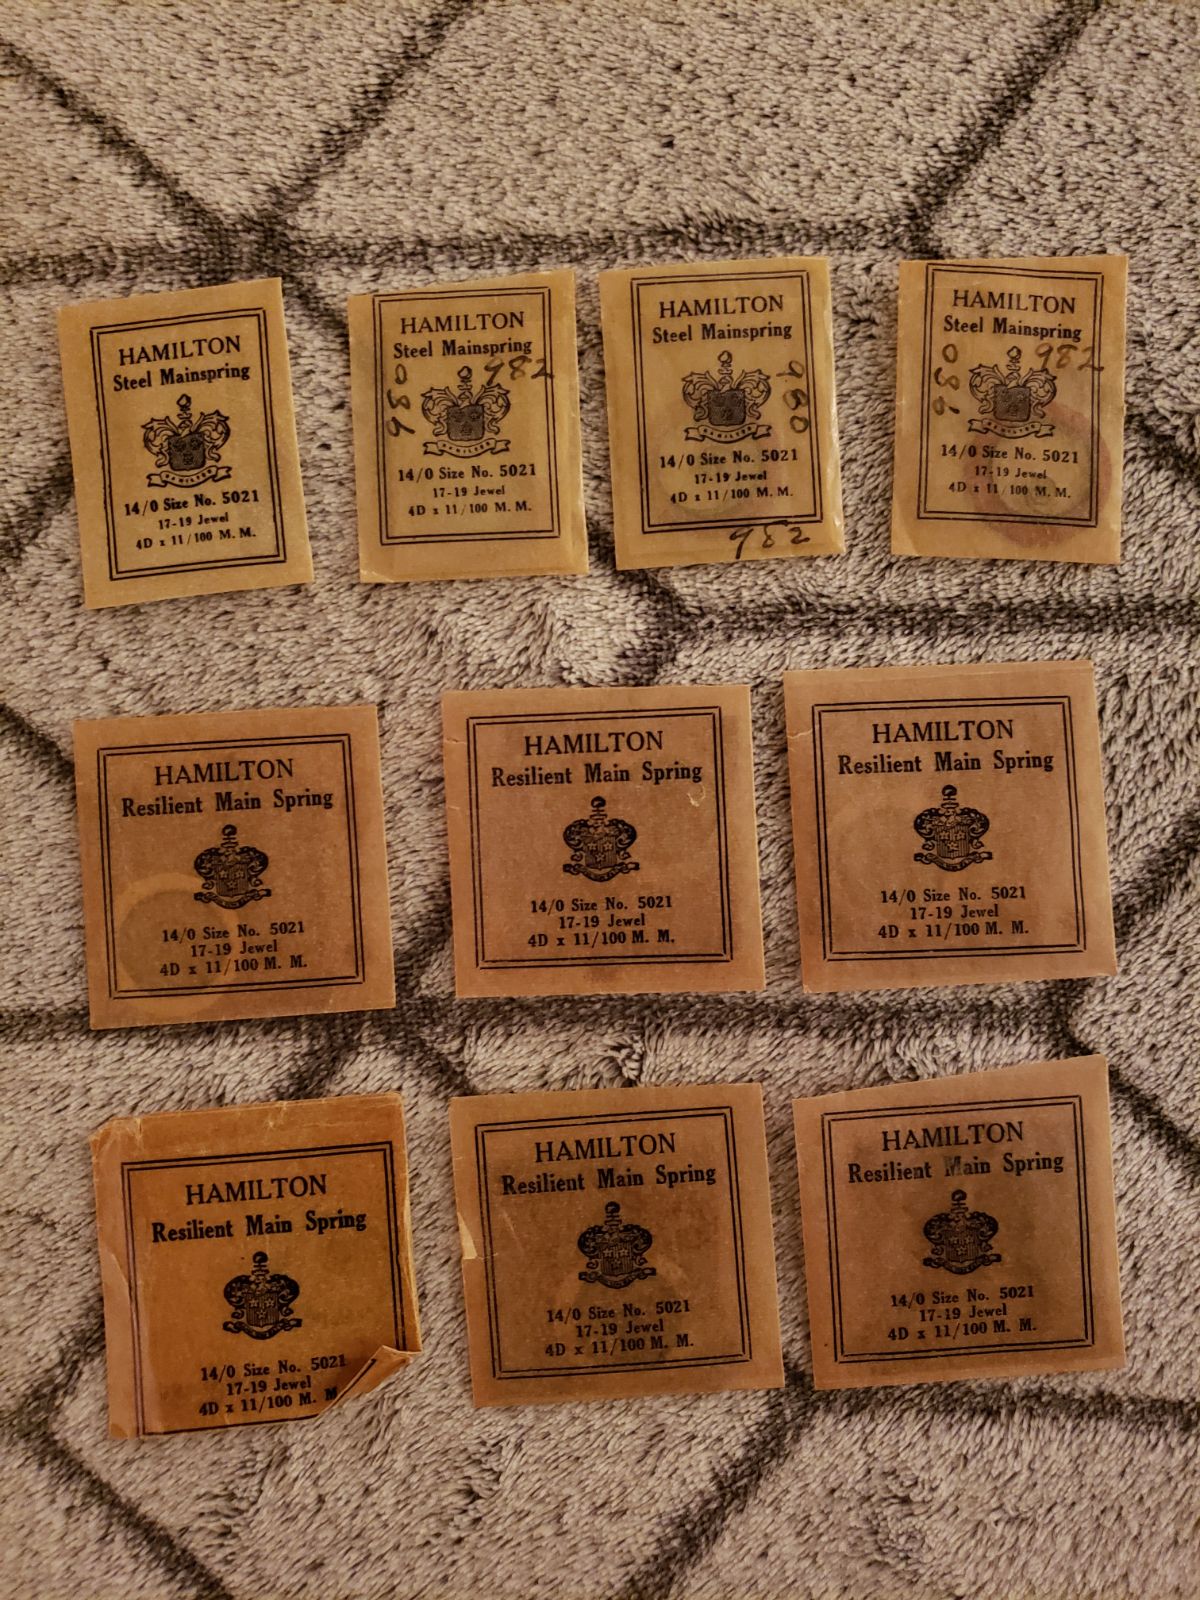 HAMILTON
Steel Mainspring
HAMILTON
14/0 Size No. 5021
17-19 Jewel
4D x 11/100 M. M.
HAMILTON
Steel Mainspring
980
982
HAMILTON
14/0 Size No. 5021
17-19 Jewel
4D x 11/100 M. M.
HAMILTON
Steel Mainspring
980
HAMILTON
14/0 Size No. 5021
17-19 Jewel
4D x 11/100 M. M.
982
HAMILTON
Steel Mainspring
980
982
HAMILTON
14/0 Size No. 5021
17-19 Jewel
4D x 11/100 M. M.
HAMILTON
Resilient Main Spring
14/0 Size No. 5021
17-19 Jewel
4D x 11/100 M. M.
HAMILTON
Resilient Main Spring
14/0 Size No. 5021
17-19 Jewel
4D x 11/100 M. M.
HAMILTON
Resilient Main Spring
14/0 Size No. 5021
17-19 Jewel
4D x 11/100 M. M.
HAMILTON
Resilient Main Spring
14/0 Size No. 5021
17-19 Jewel
4D x 11/100 M. M
HAMILTON
Resilient Main Spring
14/0 Size No. 5021
17-19 Jewel
4D x 11/100 M. M.
HAMILTON
Resilient Main Spring
14/0 Size No. 5021
17-19 Jewel
4D x 11/100 M. M.